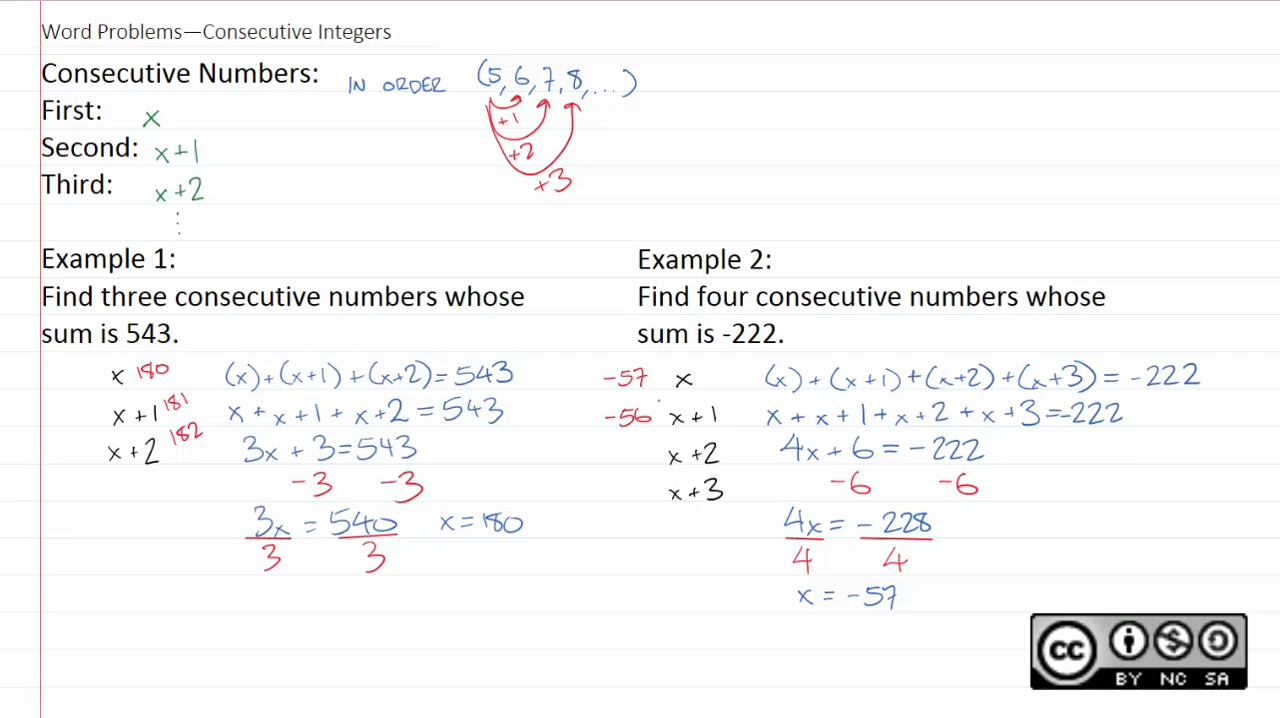 Word Problems—Consecutive Integers
Consecutive Numbers: IN ORDER (5, 6, 7, 8, ...)
First: x
+1
Second: x+1
+2
Third: x+2
+3
⋮
Example 1:
Find three consecutive numbers whose
sum is 543.
x 180 (x)+(x+1)+(x+2)=543
x+1 181 x+x+1+x+2=543
x+2 182 3x+3=543
-3 -3
3x = 540 x=180
3 3
Example 2:
Find four consecutive numbers whose
sum is -222.
-57 x (x)+(x+1)+(x+2)+(x+3)=-222
-56 x+1 x+x+1+x+2+x+3=-222
x+2 4x+6=-222
x+3 -6 -6
4x=-228
4 4
x=-57
cc
BY NC SA